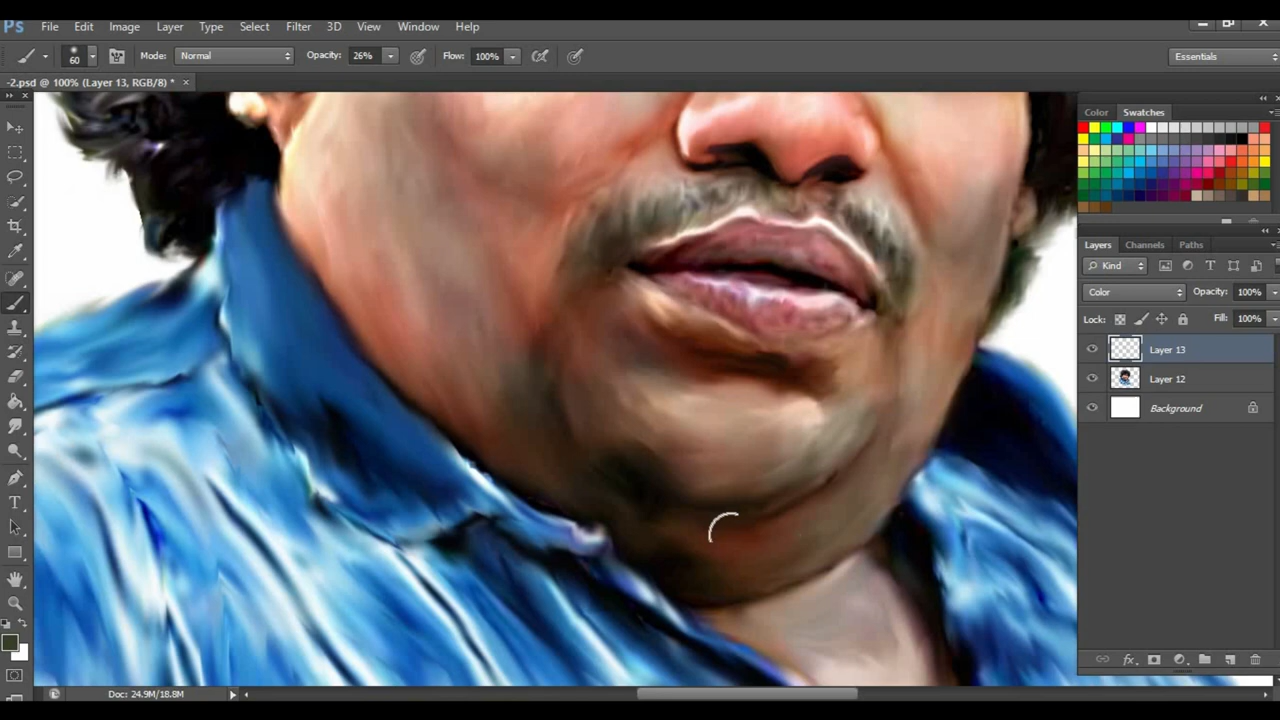 Ps File Edit Image Layer Type Select Filter 3D View Window Help
60 Mode: Normal Opacity: 26% Flow: 100% Essentials
-2.psd @ 100% (Layer 13, RGB/8) * ×
Color Swatches
Layers Channels Paths
Kind
Color Opacity: 100%
Lock: Fill: 100%
Layer 13
Layer 12
Background
fx
Doc: 24.9M/18.8M